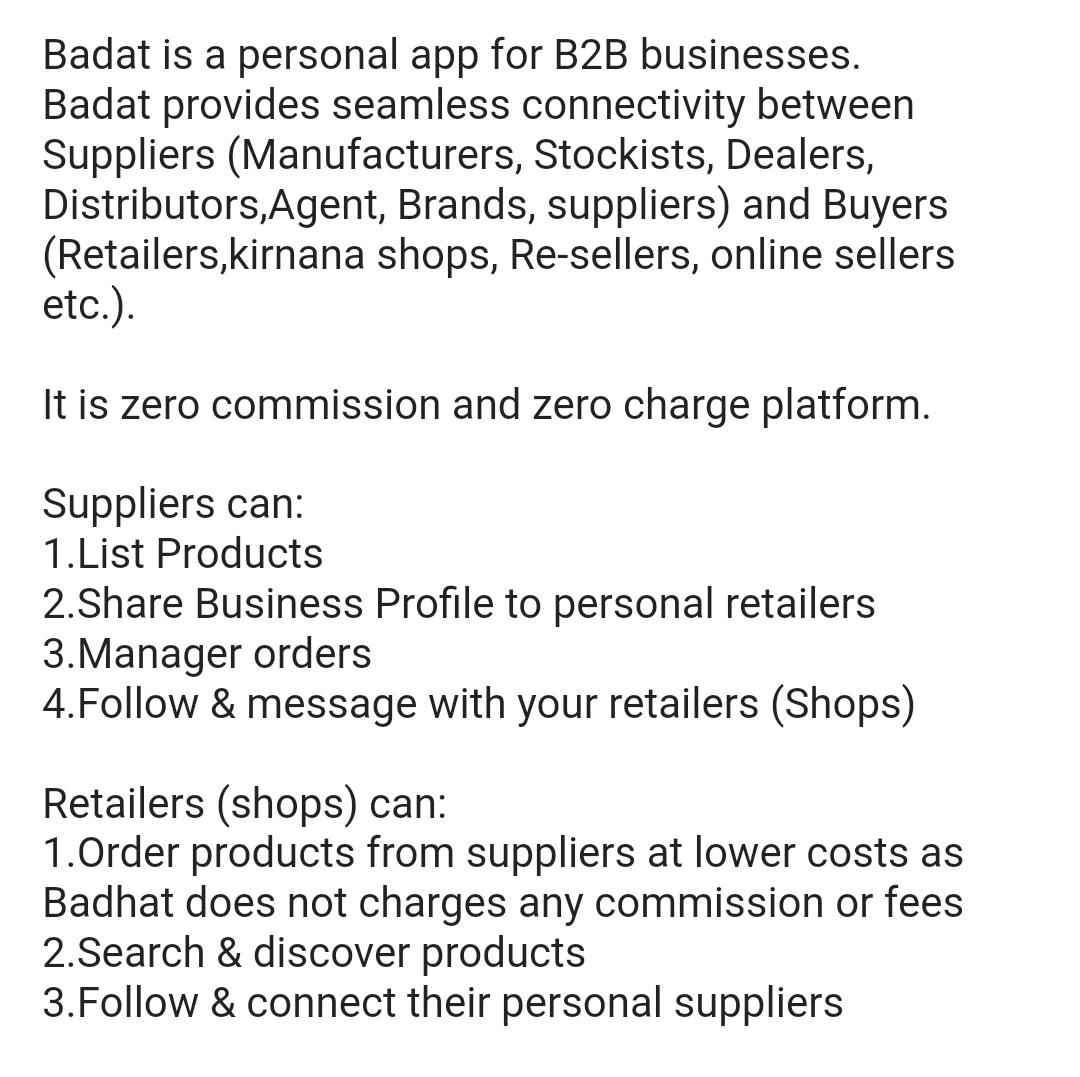 Badat is a personal app for B2B businesses.
Badat provides seamless connectivity between
Suppliers (Manufacturers, Stockists, Dealers,
Distributors,Agent, Brands, suppliers) and Buyers
(Retailers,kirnana shops, Re-sellers, online sellers
etc.).
It is zero commission and zero charge platform.
Suppliers can:
1.List Products
2.Share Business Profile to personal retailers
3.Manager orders
4.Follow & message with your retailers (Shops)
Retailers (shops) can:
1.Order products from suppliers at lower costs as
Badhat does not charges any commission or fees
2.Search & discover products
3.Follow & connect their personal suppliers